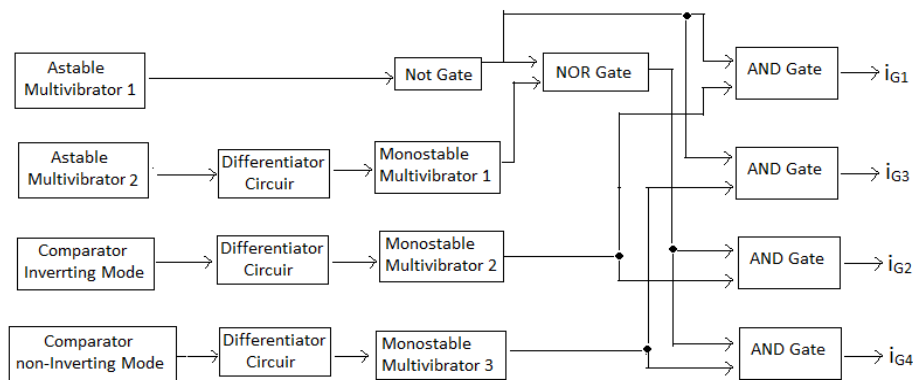 Astable
Multivibrator 1
Not Gate
NOR Gate
AND Gate
iG1
Astable
Multivibrator 2
Differentiator
Circuir
Monostable
Multivibrator 1
AND Gate
iG3
Comparator
Inverting Mode
Differentiator
Circuir
Monostable
Multivibrator 2
AND Gate
iG2
Comparator
non-Inverting Mode
Differentiator
Circuir
Monostable
Multivibrator 3
AND Gate
iG4